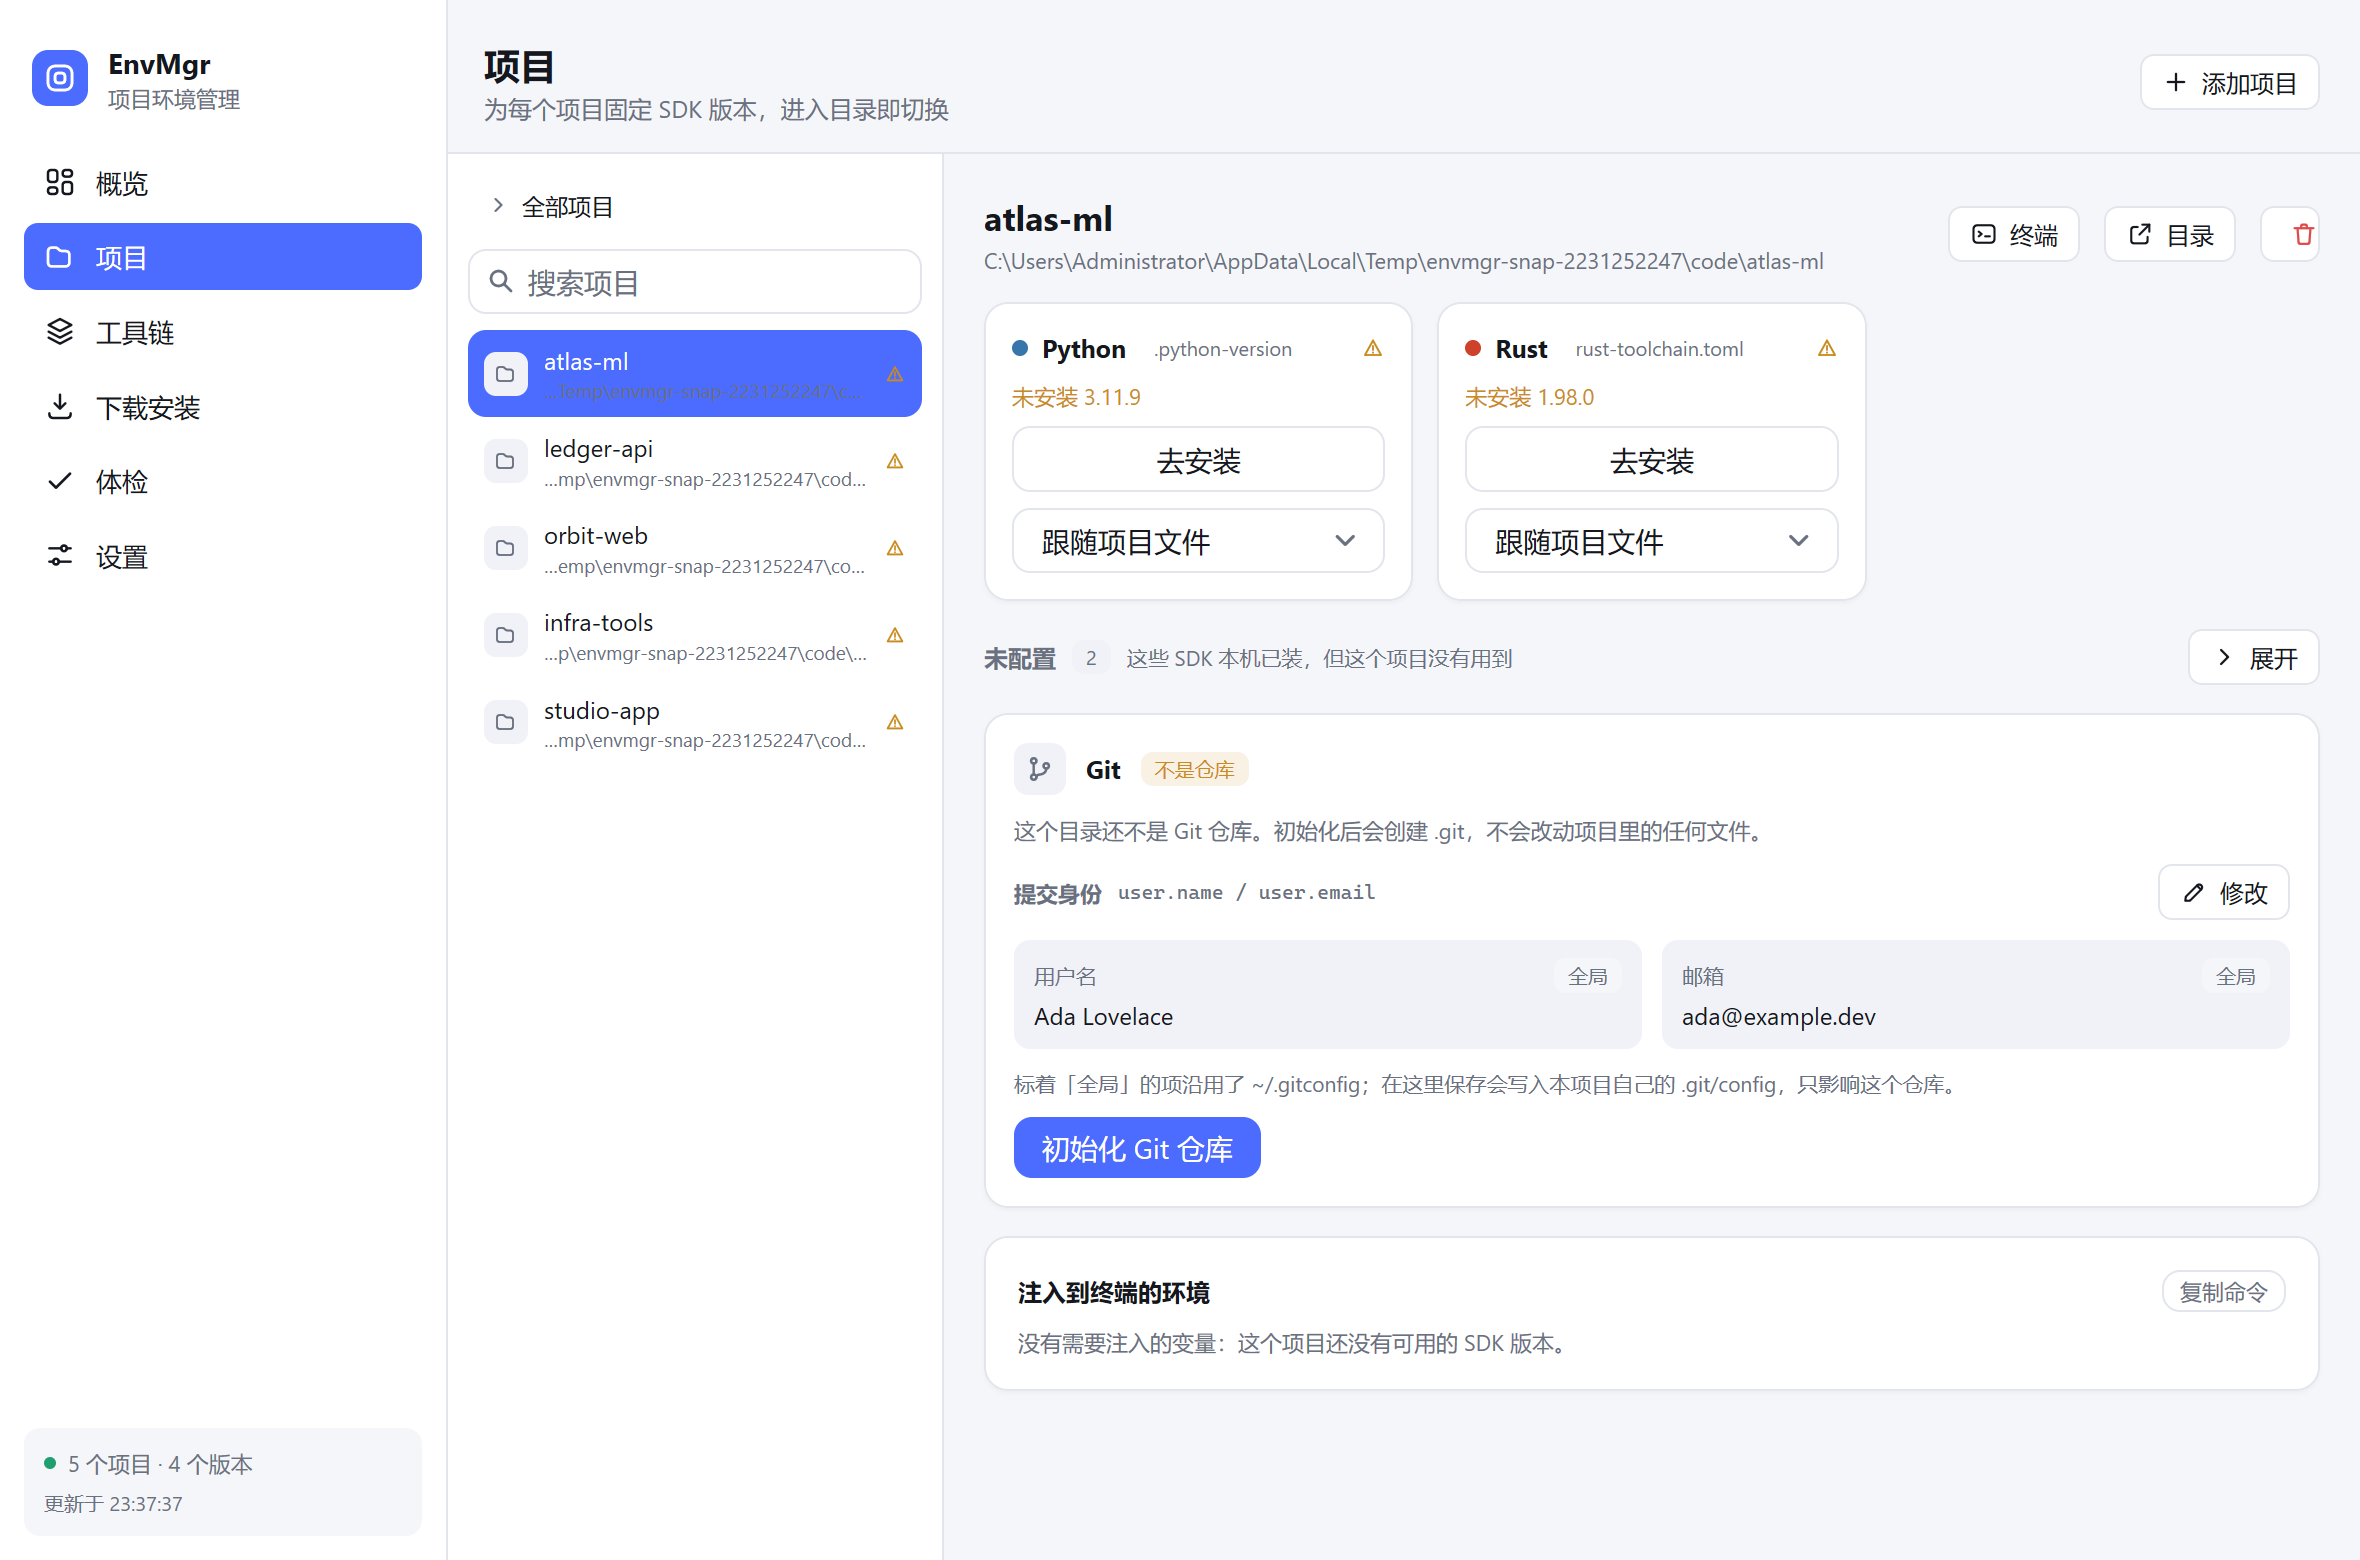 EnvMgr
项目环境管理
概览
项目
工具链
下载安装
体检
设置
5 个项目 · 4 个版本
更新于 23:37:37
项目
为每个项目固定 SDK 版本，进入目录即切换
添加项目
全部项目
搜索项目
atlas-ml
...temp\envmgr-snap-2231252247\c...
ledger-api
...mp\envmgr-snap-2231252247\cod...
orbit-web
...emp\envmgr-snap-2231252247\co...
infra-tools
...p\envmgr-snap-2231252247\code\...
studio-app
...mp\envmgr-snap-2231252247\cod...
atlas-ml
C:\Users\Administrator\AppData\Local\Temp\envmgr-snap-2231252247\code\atlas-ml
终端
目录
Python .python-version
未安装 3.11.9
去安装
跟随项目文件
Rust rust-toolchain.toml
未安装 1.98.0
去安装
跟随项目文件
未配置 2 这些 SDK 本机已装，但这个项目没有用到
展开
Git 不是仓库
这个目录还不是 Git 仓库。初始化后会创建 .git，不会改动项目里的任何文件。
提交身份 user.name / user.email
修改
用户名 全局
Ada Lovelace
邮箱 全局
ada@example.dev
标着「全局」的项沿用了 ~/.gitconfig；在这里保存会写入本项目自己的 .git/config，只影响这个仓库。
初始化 Git 仓库
注入到终端的环境
复制命令
没有需要注入的变量：这个项目还没有可用的 SDK 版本。